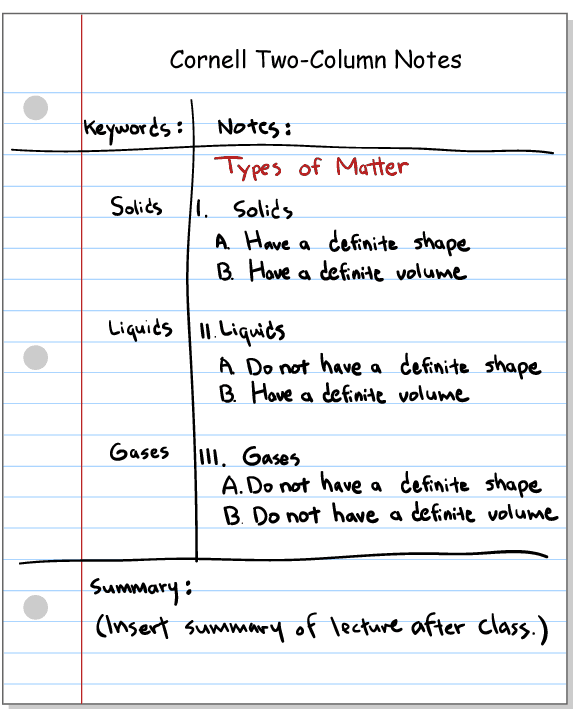 Cornell Two-Column Notes
Keywords: Notes:
Types of Matter
Solids I. Solids
A. Have a definite shape
B. Have a definite volume
Liquids II. Liquids
A. Do not have a definite shape
B. Have a definite volume
Gases III. Gases
A. Do not have a definite shape
B. Do not have a definite volume
Summary:
(Insert summary of lecture after class.)